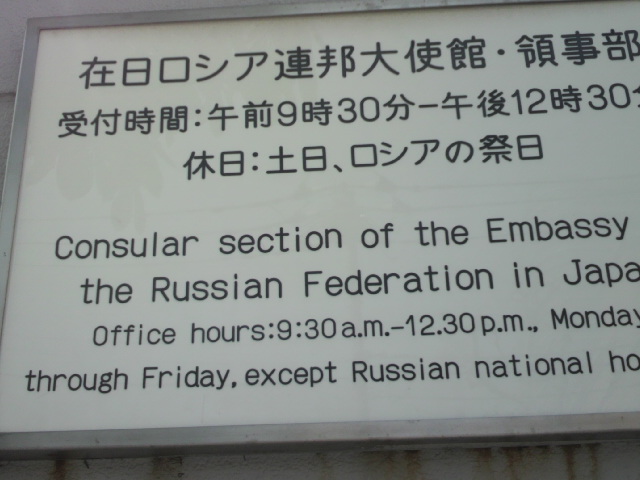 在日ロシア連邦大使館・領事部
受付時間：午前9時30分－午後12時30分
休日：土日、ロシアの祭日
Consular section of the Embassy
the Russian Federation in Japa
Office hours:9:30a.m.–12.30p.m., Monday
through Friday, except Russian national ho